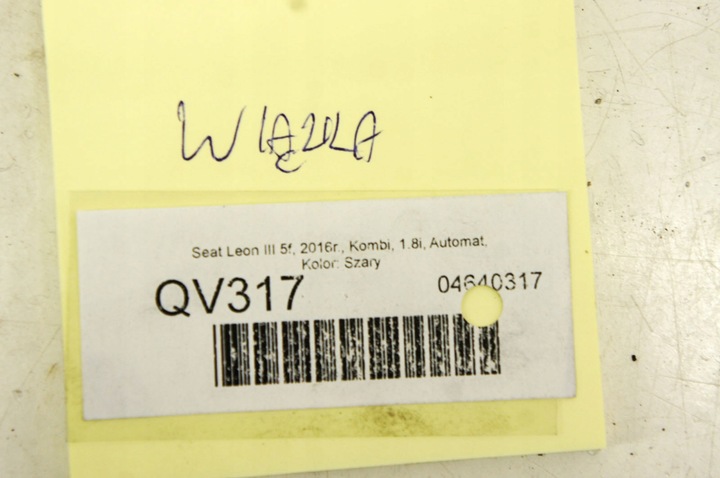 WIĄZKA
Seat Leon III 5f, 2016r., Kombi, 1.8i, Automat,
Kolor: Szary
QV317 04640317